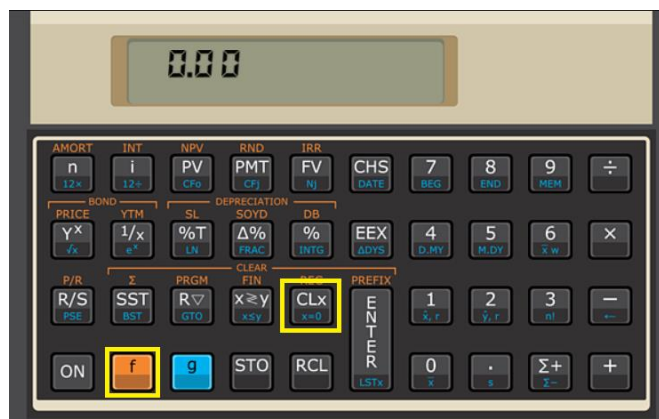 0.00
AMORT INT NPV RND IRR
n i PV PMT FV CHS 7 8 9 ÷
12× 12÷ CFo CFj Nj DATE BEG END MEM
BOND DEPRECIATION
PRICE YTM SL SOYD DB
Y^x 1/x %T Δ% % EEX 4 5 6 ×
√x e^x LN FRAC INTG ΔDYS D.MY M.DY x̄ w
CLEAR
P/R Σ PRGM FIN REG PREFIX
R/S SST R▽ x≷y CLx ENTER 1 2 3 −
PSE BST GTO x≤y x=0 x̂, r ŷ, r n! ←
ON f g STO RCL 0 . Σ+ +
LSTx x̄ s Σ−